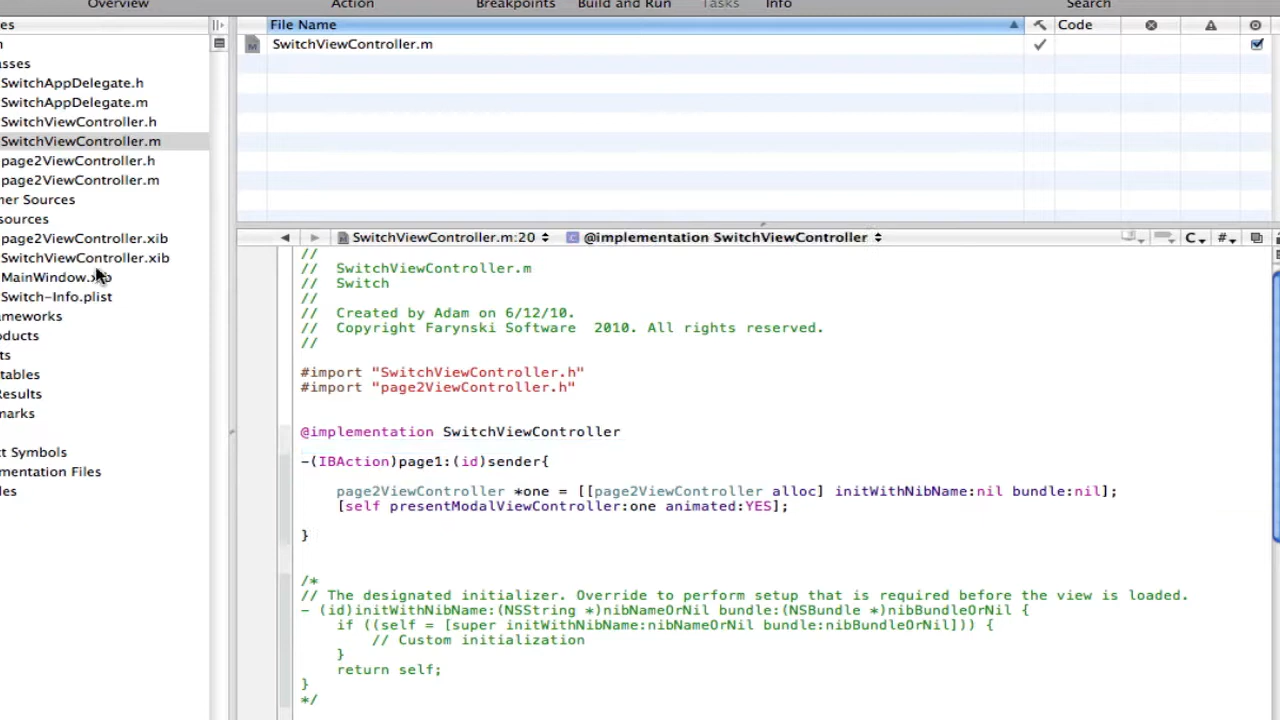 Overview Action Breakpoints Build and Run Tasks Info Search
es
File Name Code
n
SwitchViewController.m
asses
SwitchAppDelegate.h
SwitchAppDelegate.m
SwitchViewController.h
SwitchViewController.m
page2ViewController.h
page2ViewController.m
her Sources
sources
page2ViewController.xib
SwitchViewController.xib
MainWindow.xib
Switch-Info.plist
ameworks
oducts
ts
tables
Results
marks
ct Symbols
mentation Files
les
SwitchViewController.m:20 @implementation SwitchViewController C #
//
// SwitchViewController.m
// Switch
//
// Created by Adam on 6/12/10.
// Copyright Farynski Software 2010. All rights reserved.
//
#import "SwitchViewController.h"
#import "page2ViewController.h"
@implementation SwitchViewController
-(IBAction)page1:(id)sender{
page2ViewController *one = [[page2ViewController alloc] initWithNibName:nil bundle:nil];
[self presentModalViewController:one animated:YES];
}
/*
// The designated initializer. Override to perform setup that is required before the view is loaded.
- (id)initWithNibName:(NSString *)nibNameOrNil bundle:(NSBundle *)nibBundleOrNil {
if ((self = [super initWithNibName:nibNameOrNil bundle:nibBundleOrNil])) {
// Custom initialization
}
return self;
}
*/